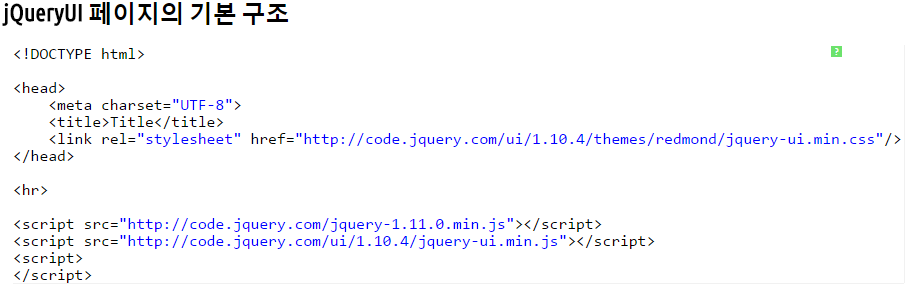 jQueryUI 페이지의 기본 구조
<!DOCTYPE html>
?
<head>
    <meta charset="UTF-8">
    <title>Title</title>
    <link rel="stylesheet" href="http://code.jquery.com/ui/1.10.4/themes/redmond/jquery-ui.min.css"/>
</head>
<hr>
<script src="http://code.jquery.com/jquery-1.11.0.min.js"></script>
<script src="http://code.jquery.com/ui/1.10.4/jquery-ui.min.js"></script>
<script>
</script>